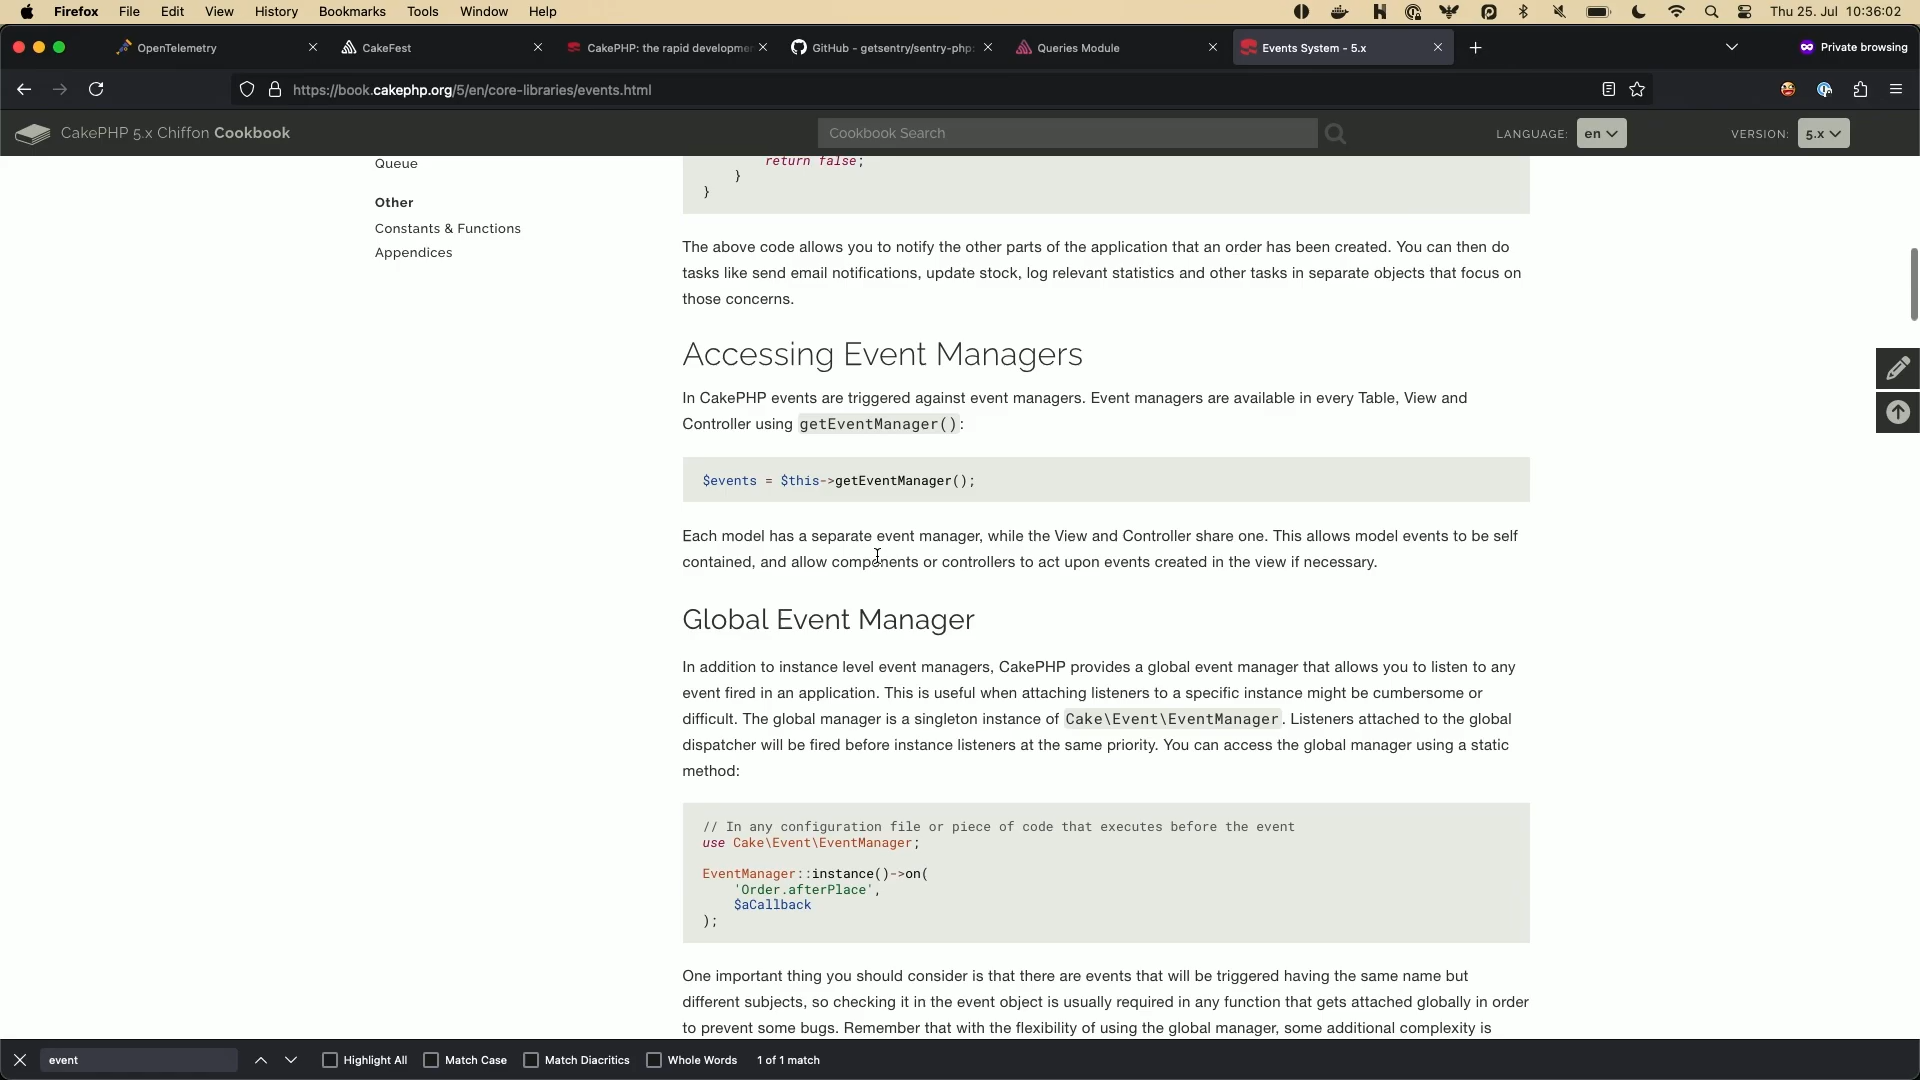 Firefox File Edit View History Bookmarks Tools Window Help
Thu 25. Jul 10:36:02
OpenTelemetry
CakeFest
CakePHP: the rapid developme
GitHub - getsentry/sentry-php:
Queries Module
Events System - 5.x
Private browsing
https://book.cakephp.org/5/en/core-libraries/events.html
CakePHP 5.x Chiffon Cookbook
Cookbook Search
LANGUAGE: en
VERSION: 5.x
Queue
Other
Constants & Functions
Appendices
return false;
}
}
The above code allows you to notify the other parts of the application that an order has been created. You can then do
tasks like send email notifications, update stock, log relevant statistics and other tasks in separate objects that focus on
those concerns.
Accessing Event Managers
In CakePHP events are triggered against event managers. Event managers are available in every Table, View and
Controller using getEventManager():
$events = $this->getEventManager();
Each model has a separate event manager, while the View and Controller share one. This allows model events to be self
contained, and allow components or controllers to act upon events created in the view if necessary.
Global Event Manager
In addition to instance level event managers, CakePHP provides a global event manager that allows you to listen to any
event fired in an application. This is useful when attaching listeners to a specific instance might be cumbersome or
difficult. The global manager is a singleton instance of Cake\Event\EventManager. Listeners attached to the global
dispatcher will be fired before instance listeners at the same priority. You can access the global manager using a static
method:
// In any configuration file or piece of code that executes before the event
use Cake\Event\EventManager;
EventManager::instance()->on(
'Order.afterPlace',
$aCallback
);
One important thing you should consider is that there are events that will be triggered having the same name but
different subjects, so checking it in the event object is usually required in any function that gets attached globally in order
to prevent some bugs. Remember that with the flexibility of using the global manager, some additional complexity is
event
Highlight All
Match Case
Match Diacritics
Whole Words
1 of 1 match